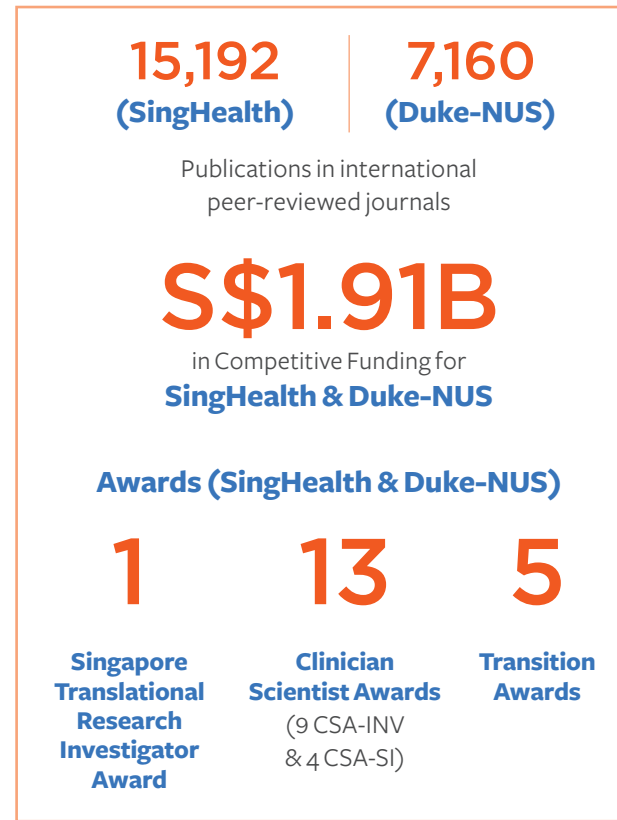 15,192
(SingHealth)
7,160
(Duke-NUS)
Publications in international
peer-reviewed journals
S$1.91B
in Competitive Funding for
SingHealth & Duke-NUS
Awards (SingHealth & Duke-NUS)
1
Singapore
Translational
Research
Investigator
Award
13
Clinician
Scientist Awards
(9 CSA-INV
& 4 CSA-SI)
5
Transition
Awards